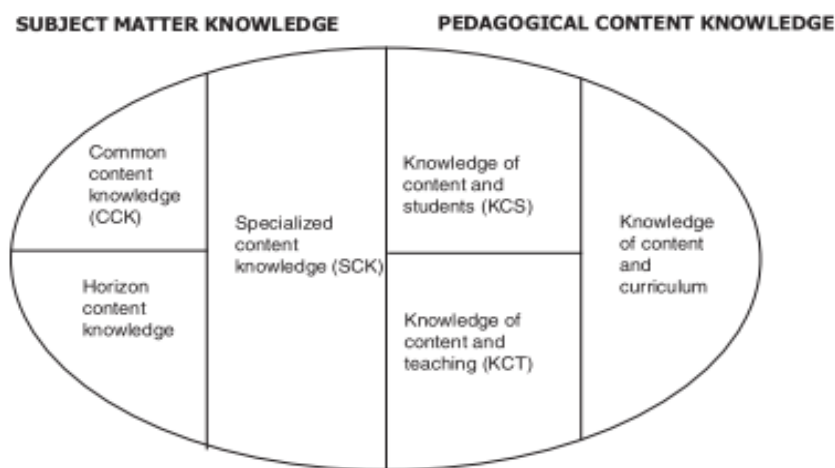 SUBJECT MATTER KNOWLEDGE
PEDAGOGICAL CONTENT KNOWLEDGE
Common
content
knowledge
(CCK)
Horizon
content
knowledge
Specialized
content
knowledge (SCK)
Knowledge of
content and
students (KCS)
Knowledge of
content and
teaching (KCT)
Knowledge
of content
and
curriculum